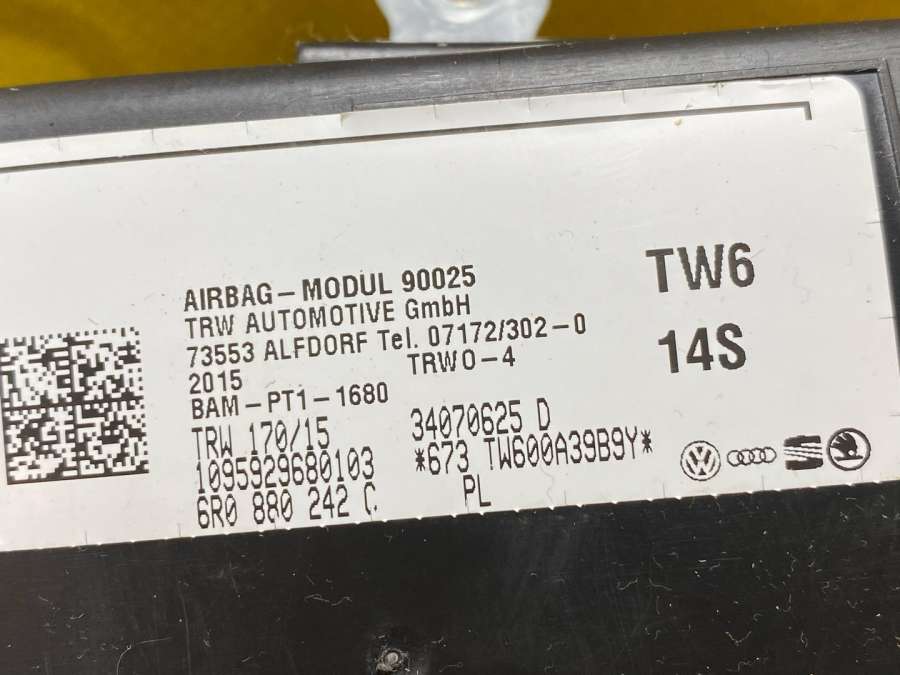 AIRBAG-MODUL 90025
TRW AUTOMOTIVE GmbH
73553 ALFDORF Tel. 07172/302-0
2015 TRWO-4
BAM-PT1-1680
TRW 170/15 34070625 D
1095929680103 *673 TW600A39B9Y*
6R0 880 242 C PL
TW6
14S